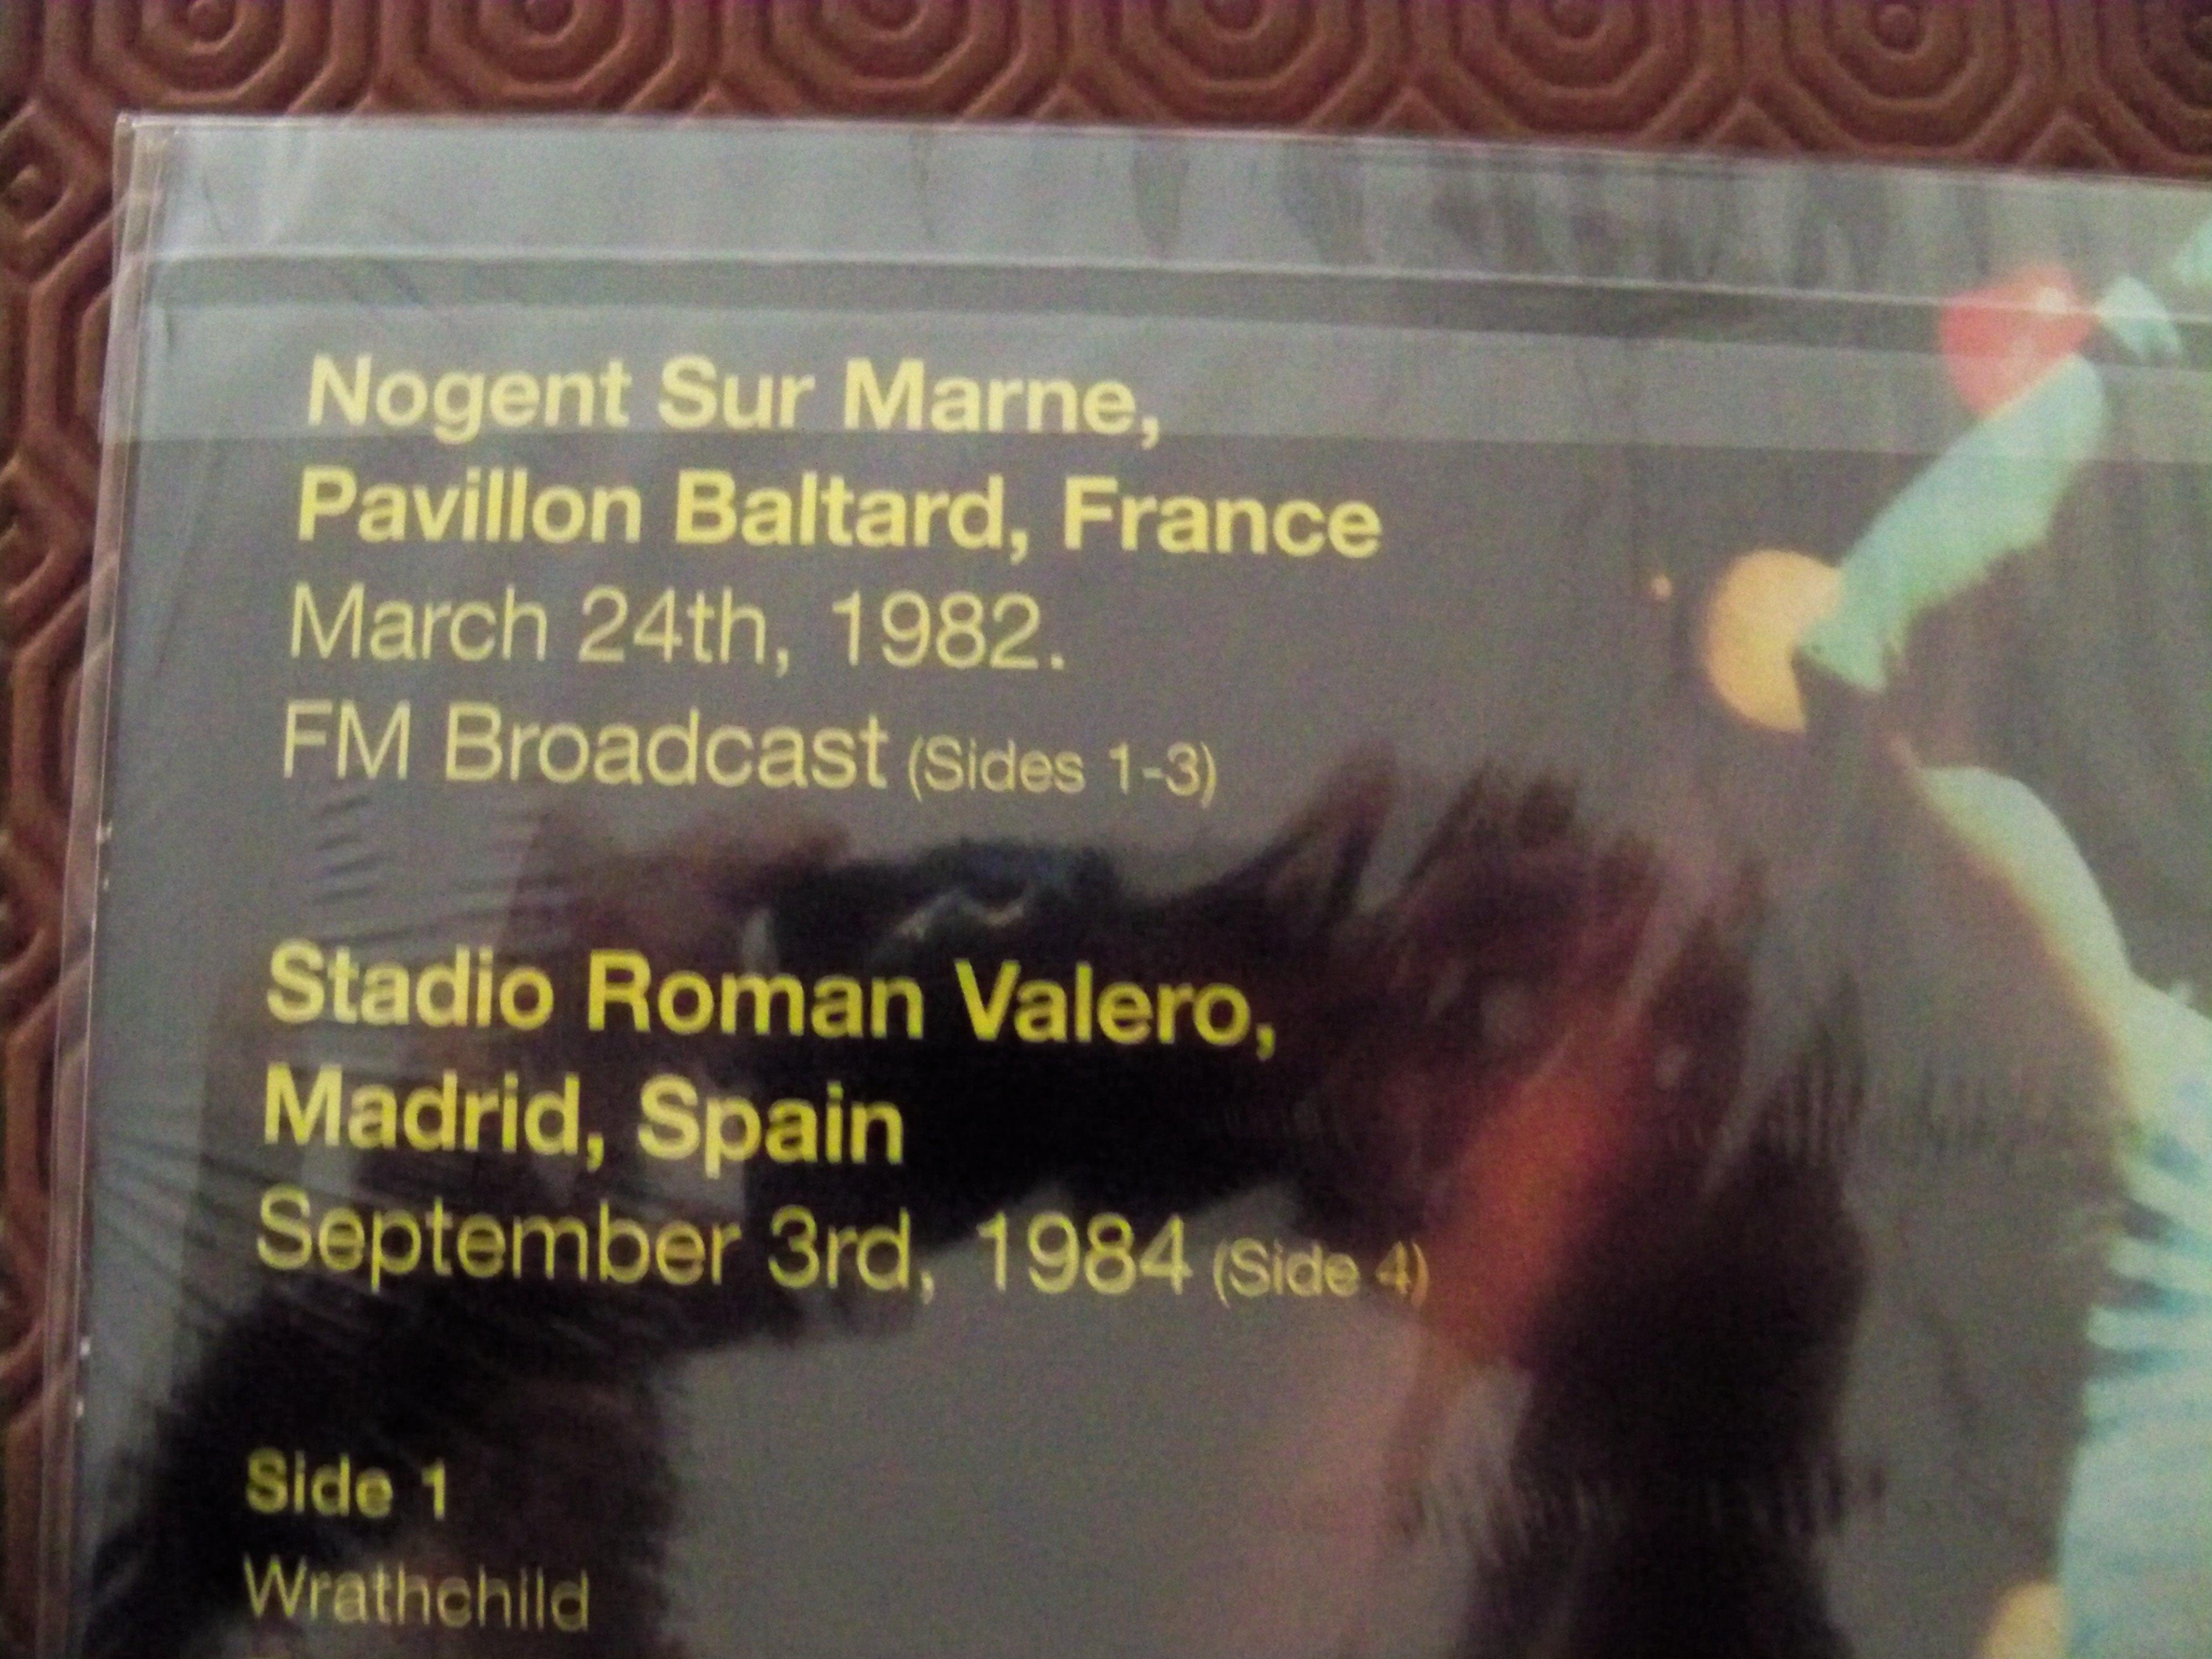 Nogent Sur Marne,
Pavillon Baltard, France
March 24th, 1982.
FM Broadcast (Sides 1-3)
Stadio Roman Valero,
Madrid, Spain
September 3rd, 1984 (Side 4)
Side 1
Wrathchild